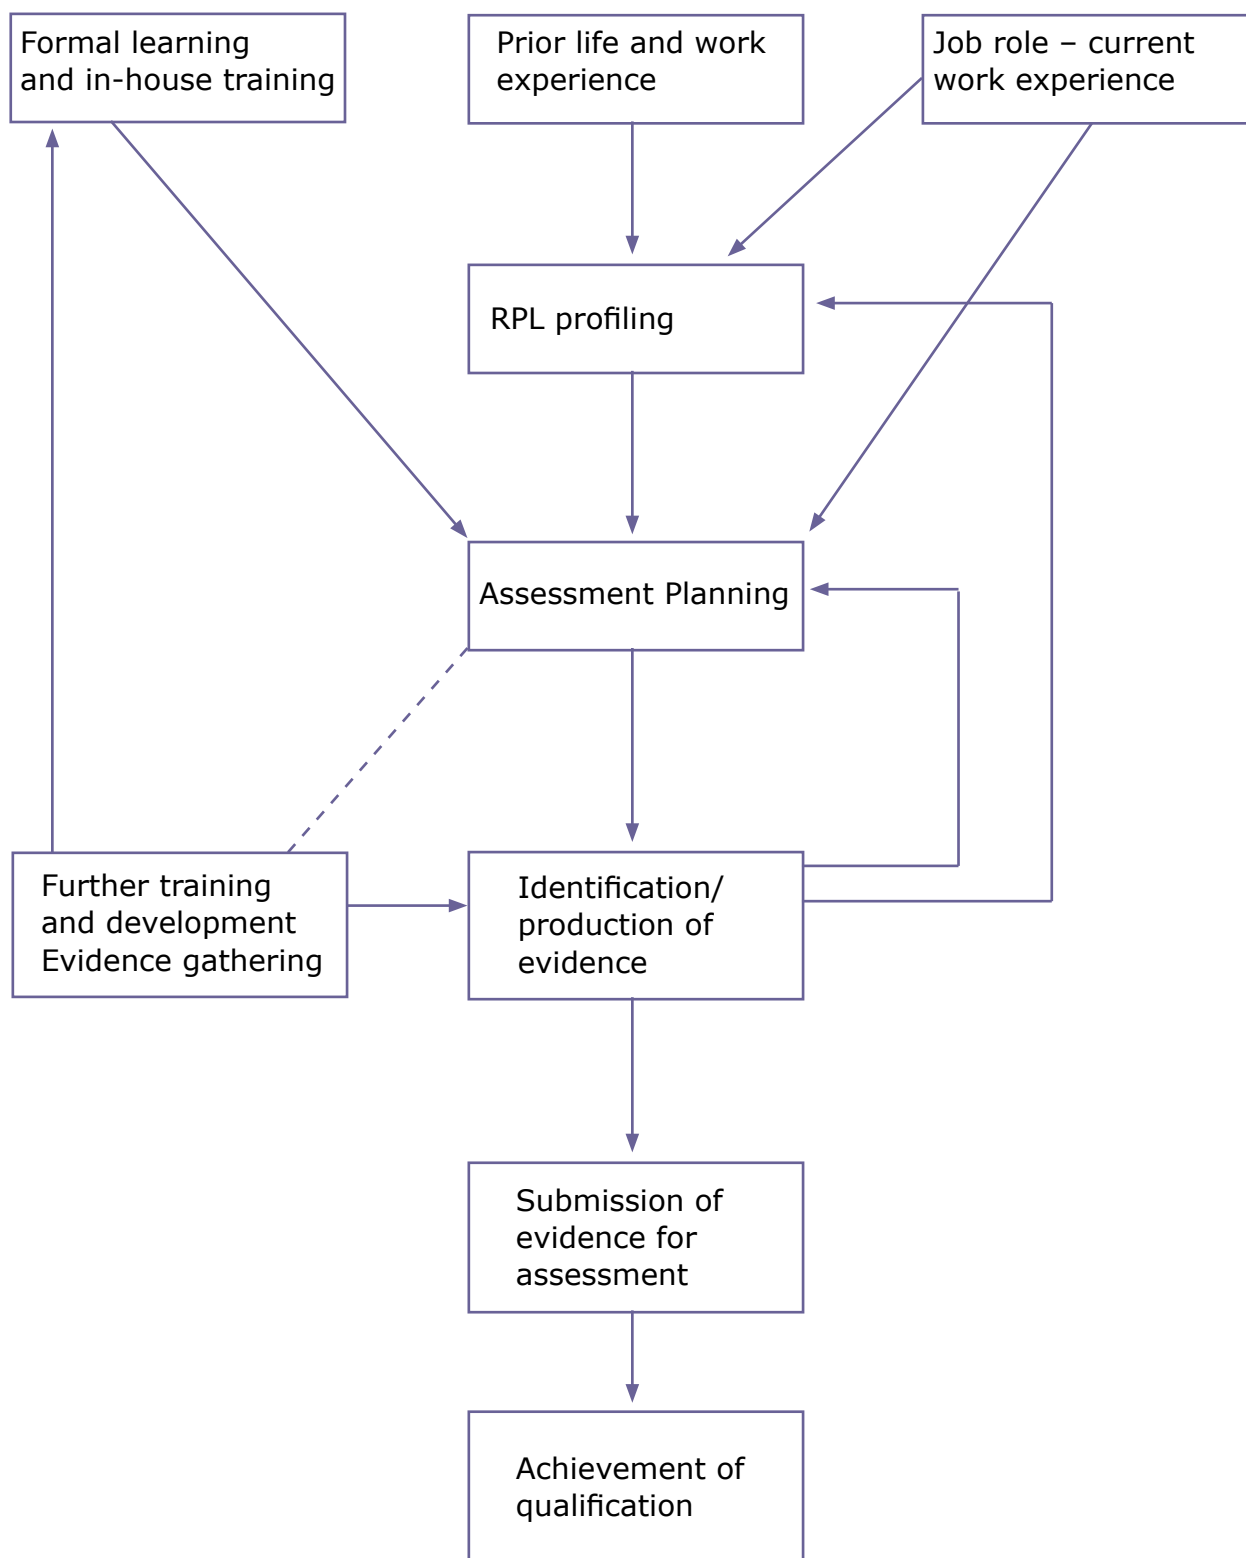 Formal learning
and in-house training
Prior life and work
experience
Job role – current
work experience
RPL profiling
Assessment Planning
Further training
and development
Evidence gathering
Identification/
production of
evidence
Submission of
evidence for
assessment
Achievement of
qualification